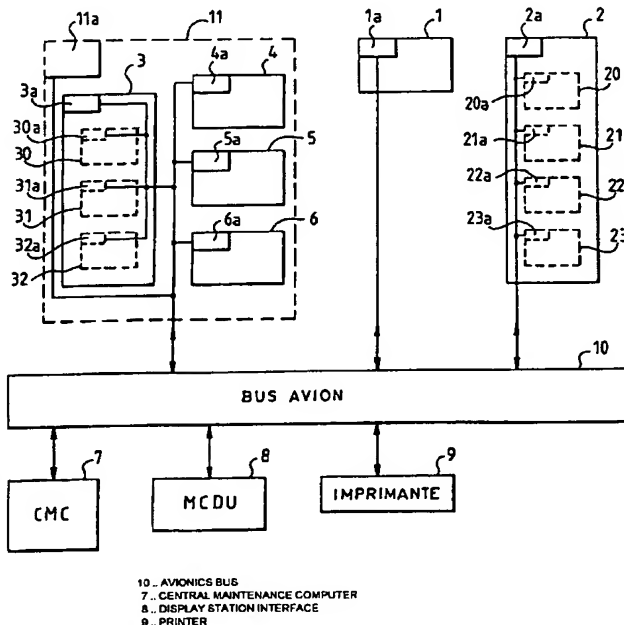 11a 11 1a 1 2a 2
3 4a 4
3a 20
30a 20a
30 5 21
31a 5a 21a
31 22a 22
32a 6a 6 23a
32 23
10
BUS AVION
7 8 9
CMC MCDU IMPRIMANTE
10 .. AVIONICS BUS
7 .. CENTRAL MAINTENANCE COMPUTER
8 .. DISPLAY STATION INTERFACE
9 .. PRINTER